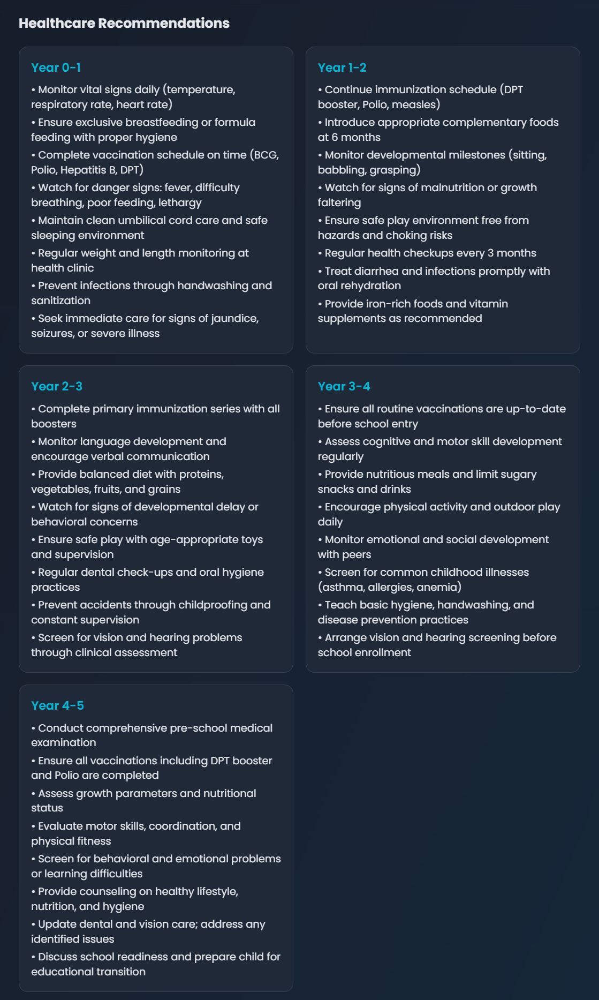 Healthcare Recommendations
Year 0-1
• Monitor vital signs daily (temperature,
respiratory rate, heart rate)
• Ensure exclusive breastfeeding or formula
feeding with proper hygiene
• Complete vaccination schedule on time (BCG,
Polio, Hepatitis B, DPT)
• Watch for danger signs: fever, difficulty
breathing, poor feeding, lethargy
• Maintain clean umbilical cord care and safe
sleeping environment
• Regular weight and length monitoring at
health clinic
• Prevent infections through handwashing and
sanitization
• Seek immediate care for signs of jaundice,
seizures, or severe illness
Year 1-2
• Continue immunization schedule (DPT
booster, Polio, measles)
• Introduce appropriate complementary foods
at 6 months
• Monitor developmental milestones (sitting,
babbling, grasping)
• Watch for signs of malnutrition or growth
faltering
• Ensure safe play environment free from
hazards and choking risks
• Regular health checkups every 3 months
• Treat diarrhea and infections promptly with
oral rehydration
• Provide iron-rich foods and vitamin
supplements as recommended
Year 2-3
• Complete primary immunization series with all
boosters
• Monitor language development and
encourage verbal communication
• Provide balanced diet with proteins,
vegetables, fruits, and grains
• Watch for signs of developmental delay or
behavioral concerns
• Ensure safe play with age-appropriate toys
and supervision
• Regular dental check-ups and oral hygiene
practices
• Prevent accidents through childproofing and
constant supervision
• Screen for vision and hearing problems
through clinical assessment
Year 3-4
• Ensure all routine vaccinations are up-to-date
before school entry
• Assess cognitive and motor skill development
regularly
• Provide nutritious meals and limit sugary
snacks and drinks
• Encourage physical activity and outdoor play
daily
• Monitor emotional and social development
with peers
• Screen for common childhood illnesses
(asthma, allergies, anemia)
• Teach basic hygiene, handwashing, and
disease prevention practices
• Arrange vision and hearing screening before
school enrollment
Year 4-5
• Conduct comprehensive pre-school medical
examination
• Ensure all vaccinations including DPT booster
and Polio are completed
• Assess growth parameters and nutritional
status
• Evaluate motor skills, coordination, and
physical fitness
• Screen for behavioral and emotional problems
or learning difficulties
• Provide counseling on healthy lifestyle,
nutrition, and hygiene
• Update dental and vision care; address any
identified issues
• Discuss school readiness and prepare child for
educational transition